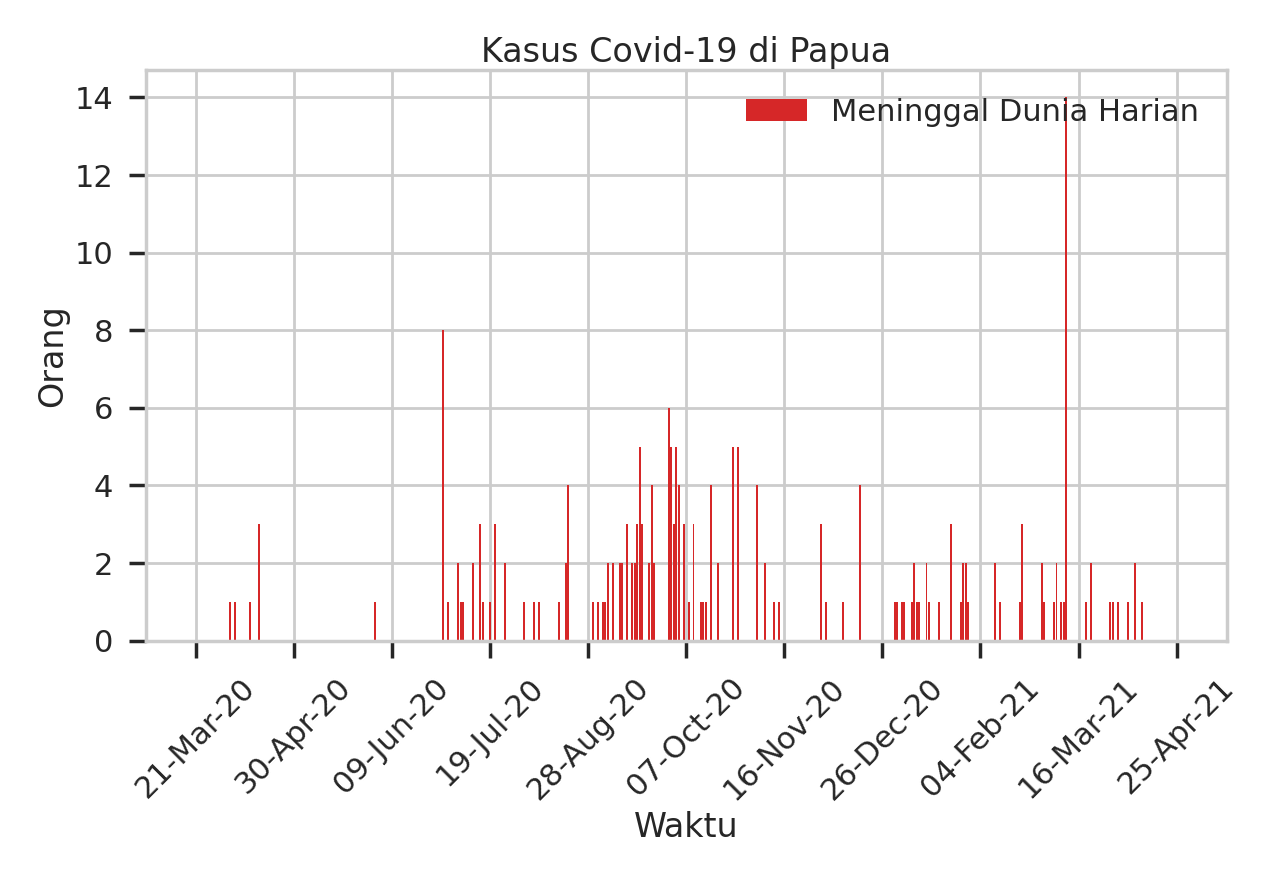 Kasus Covid-19 di Papua
Meninggal Dunia Harian
Orang
14
12
10
8
6
4
2
0
21-Mar-20
30-Apr-20
09-Jun-20
19-Jul-20
28-Aug-20
07-Oct-20
16-Nov-20
26-Dec-20
04-Feb-21
16-Mar-21
25-Apr-21
Waktu